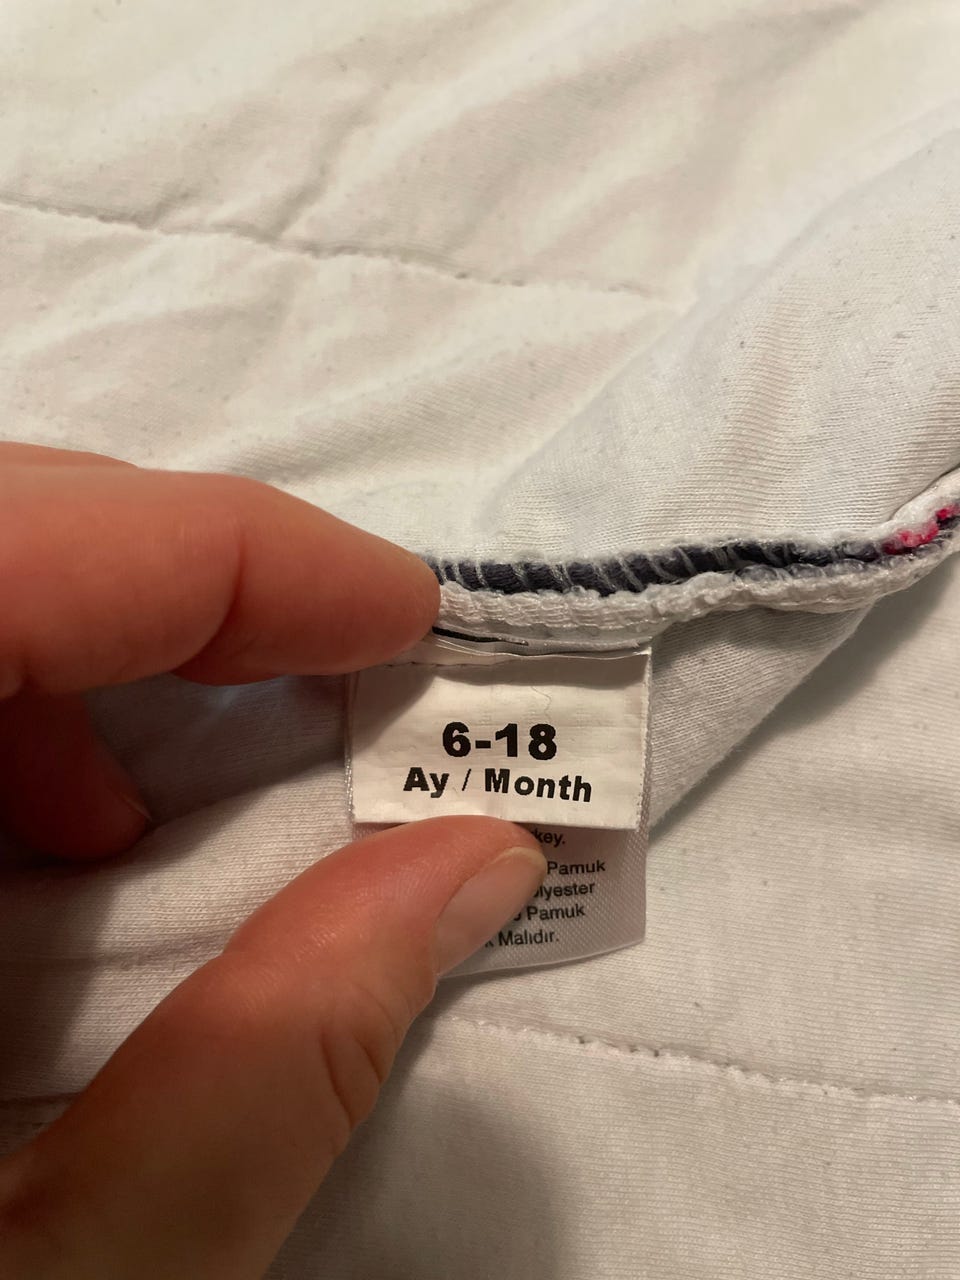 6-18
Ay / Month
key.
Pamuk
lyester
Pamuk
Malıdır.